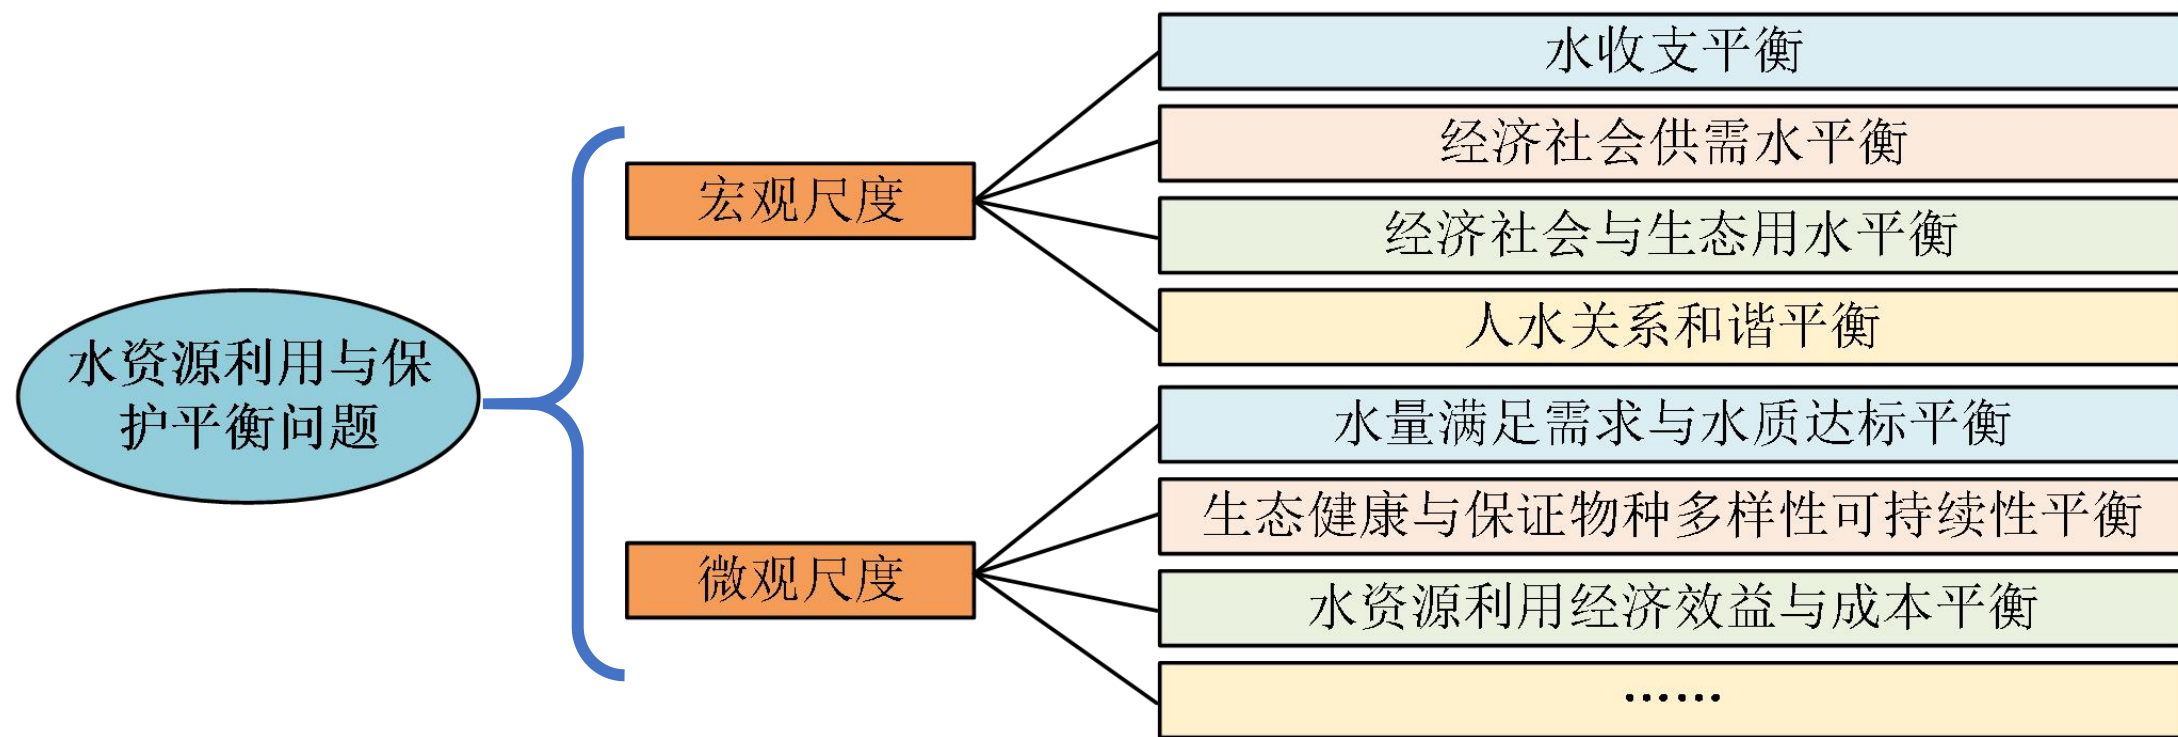 水收支平衡
经济社会供需水平衡
宏观尺度
经济社会与生态用水平衡
人水关系和谐平衡
水资源利用与保
护平衡问题
水量满足需求与水质达标平衡
生态健康与保证物种多样性可持续性平衡
微观尺度
水资源利用经济效益与成本平衡
……